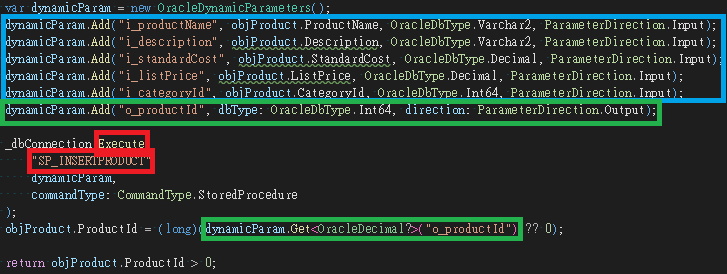 var dynamicParam = new OracleDynamicParameters();
dynamicParam.Add("i_productName", objProduct.ProductName, OracleDbType.Varchar2, ParameterDirection.Input);
dynamicParam.Add("i_description", objProduct.Description, OracleDbType.Varchar2, ParameterDirection.Input);
dynamicParam.Add("i_standardCost", objProduct.StandardCost, OracleDbType.Decimal, ParameterDirection.Input);
dynamicParam.Add("i_listPrice", objProduct.ListPrice, OracleDbType.Decimal, ParameterDirection.Input);
dynamicParam.Add("i_categoryId", objProduct.CategoryId, OracleDbType.Int64, ParameterDirection.Input);
dynamicParam.Add("o_productId", dbType: OracleDbType.Int64, direction: ParameterDirection.Output);
_dbConnection.Execute
"SP_INSERTPRODUCT"
dynamicParam,
commandType: CommandType.StoredProcedure
);
objProduct.ProductId = (long)(dynamicParam.Get<OracleDecimal?>("o_productId") ?? 0);
return objProduct.ProductId > 0;